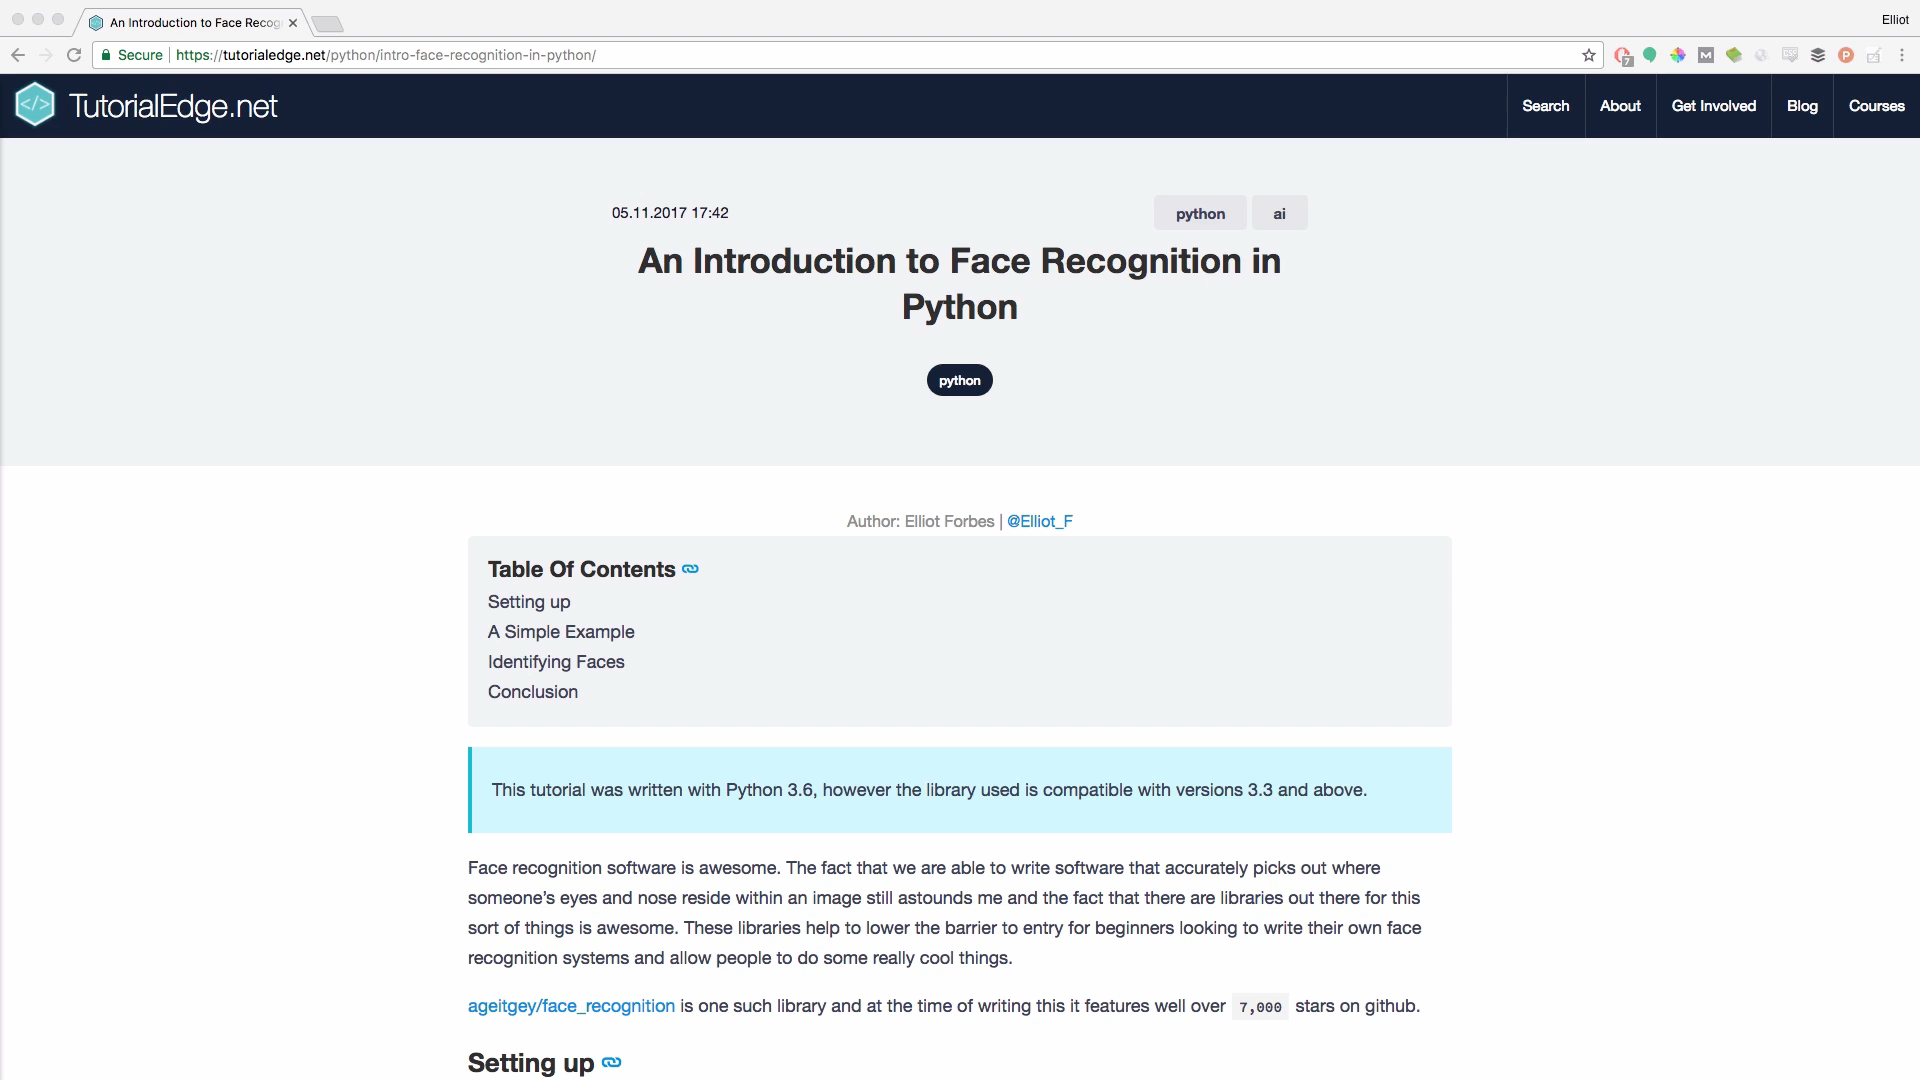 An Introduction to Face Recog
Elliot
Secure
https://tutorialedge.net/python/intro-face-recognition-in-python/
7
M
P
</> TutorialEdge.net
Search
About
Get Involved
Blog
Courses
05.11.2017 17:42
python
ai
An Introduction to Face Recognition in
Python
python
Author: Elliot Forbes | @Elliot_F
Table Of Contents
Setting up
A Simple Example
Identifying Faces
Conclusion
This tutorial was written with Python 3.6, however the library used is compatible with versions 3.3 and above.
Face recognition software is awesome. The fact that we are able to write software that accurately picks out where
someone’s eyes and nose reside within an image still astounds me and the fact that there are libraries out there for this
sort of things is awesome. These libraries help to lower the barrier to entry for beginners looking to write their own face
recognition systems and allow people to do some really cool things.
ageitgey/face_recognition is one such library and at the time of writing this it features well over 7,000 stars on github.
Setting up